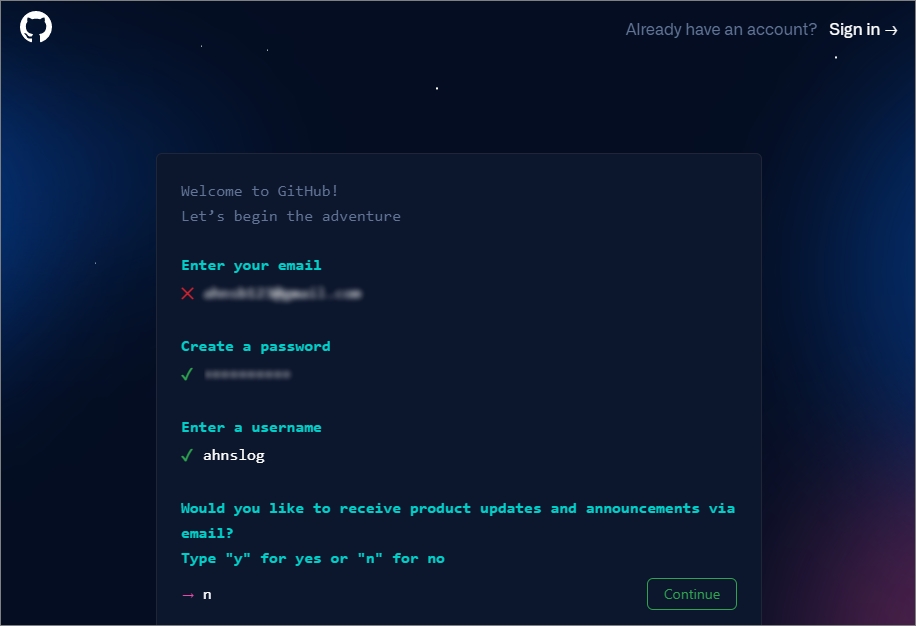 Already have an account? Sign in →
Welcome to GitHub!
Let’s begin the adventure
Enter your email
Create a password
Enter a username
✓ ahnslog
Would you like to receive product updates and announcements via
email?
Type "y" for yes or "n" for no
→ n
Continue